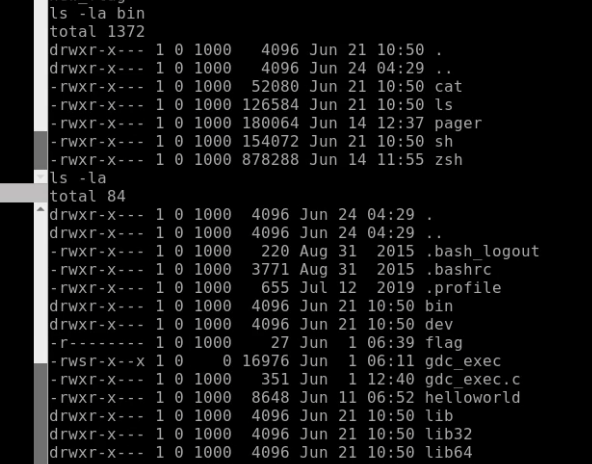 ls -la bin
total 1372
drwxr-x--- 1 0 1000   4096 Jun 21 10:50 .
drwxr-x--- 1 0 1000   4096 Jun 24 04:29 ..
-rwxr-x--- 1 0 1000  52080 Jun 21 10:50 cat
-rwxr-x--- 1 0 1000 126584 Jun 21 10:50 ls
-rwxr-x--- 1 0 1000 180064 Jun 14 12:37 pager
-rwxr-x--- 1 0 1000 154072 Jun 21 10:50 sh
-rwxr-x--- 1 0 1000 878288 Jun 14 11:55 zsh
ls -la
total 84
drwxr-x--- 1 0 1000  4096 Jun 24 04:29 .
drwxr-x--- 1 0 1000  4096 Jun 24 04:29 ..
-rwxr-x--- 1 0 1000   220 Aug 31  2015 .bash_logout
-rwxr-x--- 1 0 1000  3771 Aug 31  2015 .bashrc
-rwxr-x--- 1 0 1000   655 Jul 12  2019 .profile
drwxr-x--- 1 0 1000  4096 Jun 21 10:50 bin
drwxr-x--- 1 0 1000  4096 Jun 21 10:50 dev
-r-------- 1 0 1000    27 Jun  1 06:39 flag
-rwsr-x--x 1 0    0 16976 Jun  1 06:11 gdc_exec
-rwxr-x--- 1 0 1000   351 Jun  1 12:40 gdc_exec.c
-rwxr-x--- 1 0 1000  8648 Jun 11 06:52 helloworld
drwxr-x--- 1 0 1000  4096 Jun 21 10:50 lib
drwxr-x--- 1 0 1000  4096 Jun 21 10:50 lib32
drwxr-x--- 1 0 1000  4096 Jun 21 10:50 lib64